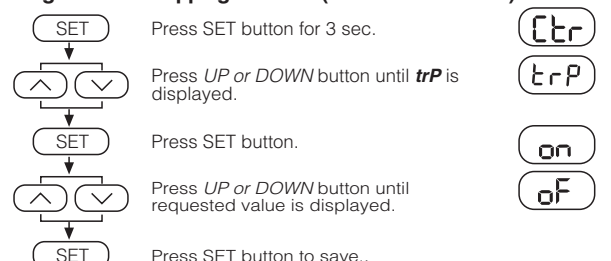 SET Press SET button for 3 sec. Ctr
Press UP or DOWN button until trP is trP
displayed.
SET Press SET button. on
Press UP or DOWN button until oF
requested value is displayed.
SET Press SET button to save..